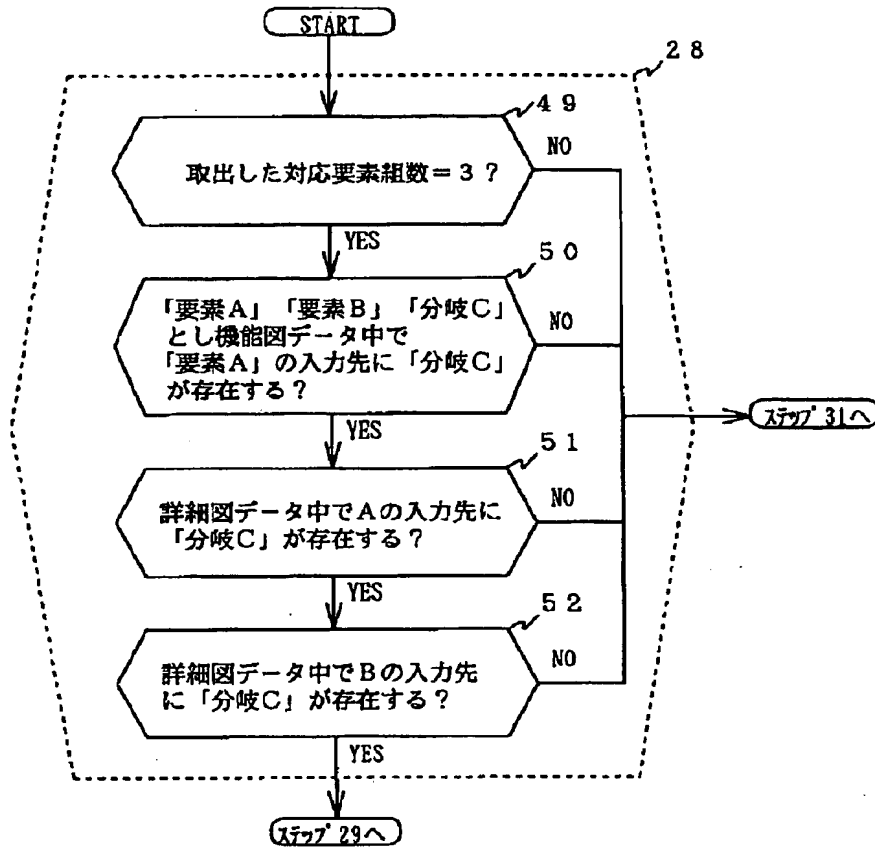 START
28
49
取出した対応要素組数=3?
NO
YES
50
「要素A」「要素B」「分岐C」
とし機能図データ中で
「要素A」の入力先に「分岐C」
が存在する?
NO
YES
ステップ31へ
51
詳細図データ中でAの入力先に
「分岐C」が存在する?
NO
YES
52
詳細図データ中でBの入力先
に「分岐C」が存在する?
NO
YES
ステップ29へ